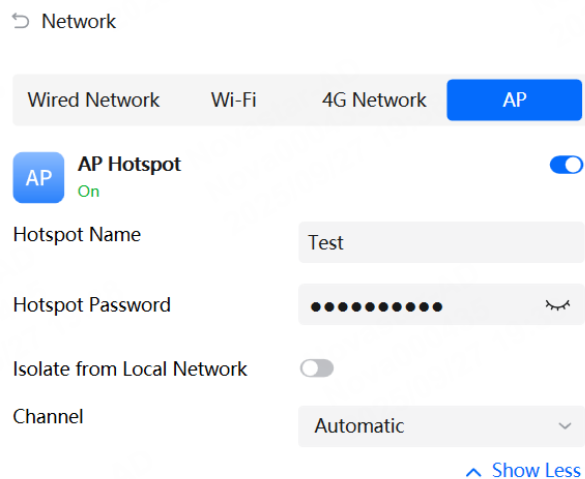 Network
Wired Network Wi-Fi 4G Network AP
AP AP Hotspot
On
Hotspot Name Test
Hotspot Password ●●●●●●●●●●
Isolate from Local Network
Channel Automatic
Show Less